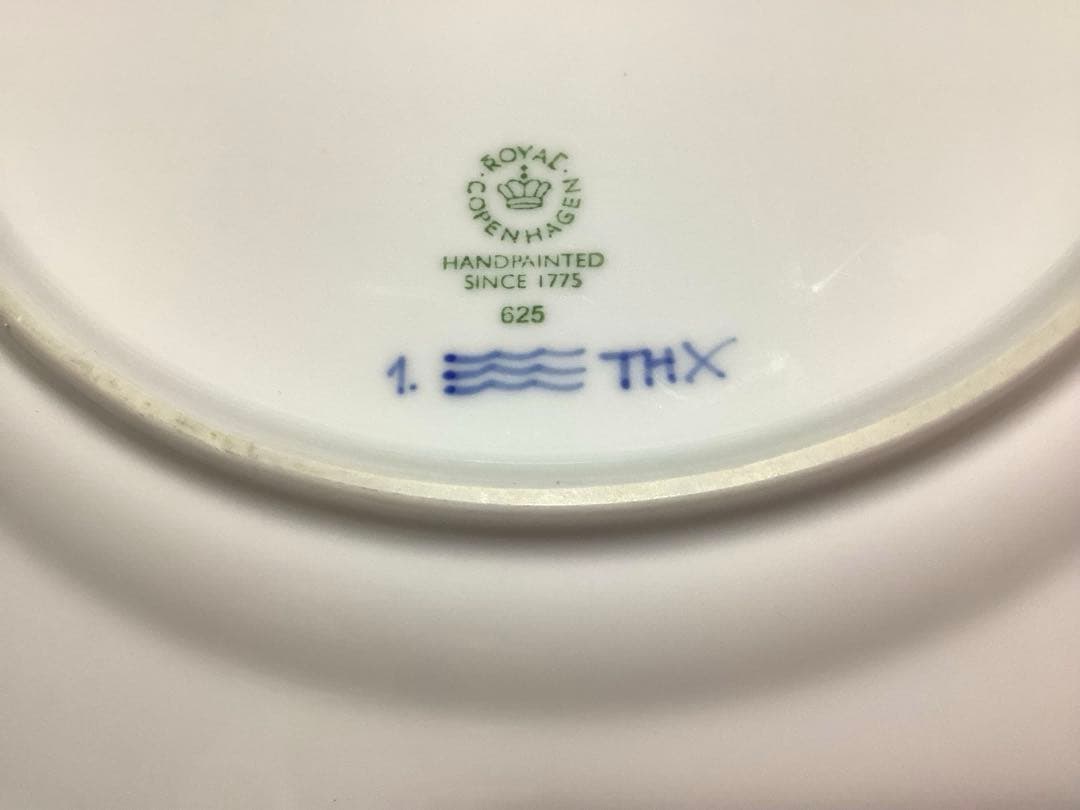 ROYAL COPENHAGEN
HANDPAINTED
SINCE 1775
625
1. THX